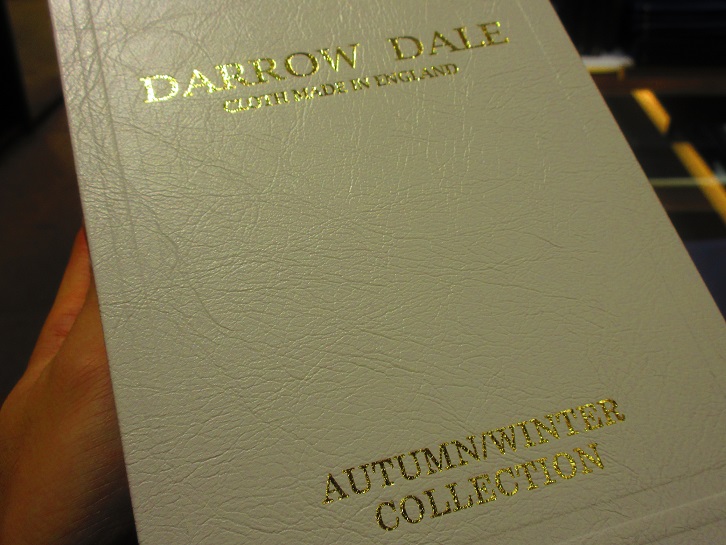 DARROW DALE
CLOTH MADE IN ENGLAND
AUTUMN/WINTER
COLLECTION